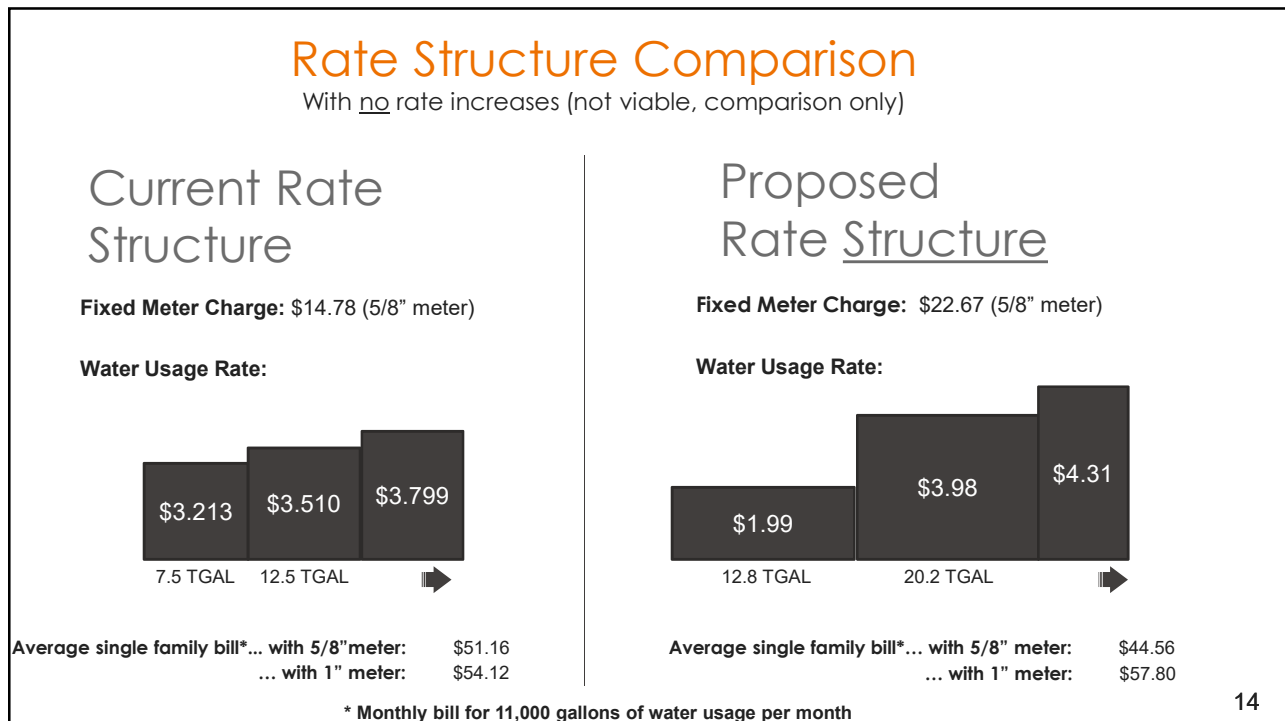 Rate Structure Comparison
With no rate increases (not viable, comparison only)
Current Rate
Structure
Fixed Meter Charge: $14.78 (5/8” meter)
Water Usage Rate:
$3.213
$3.510
$3.799
7.5 TGAL
12.5 TGAL
Average single family bill*... with 5/8”meter: $51.16
… with 1” meter: $54.12
Proposed
Rate Structure
Fixed Meter Charge: $22.67 (5/8” meter)
Water Usage Rate:
$1.99
$3.98
$4.31
12.8 TGAL
20.2 TGAL
Average single family bill*… with 5/8” meter: $44.56
… with 1” meter: $57.80
* Monthly bill for 11,000 gallons of water usage per month
14